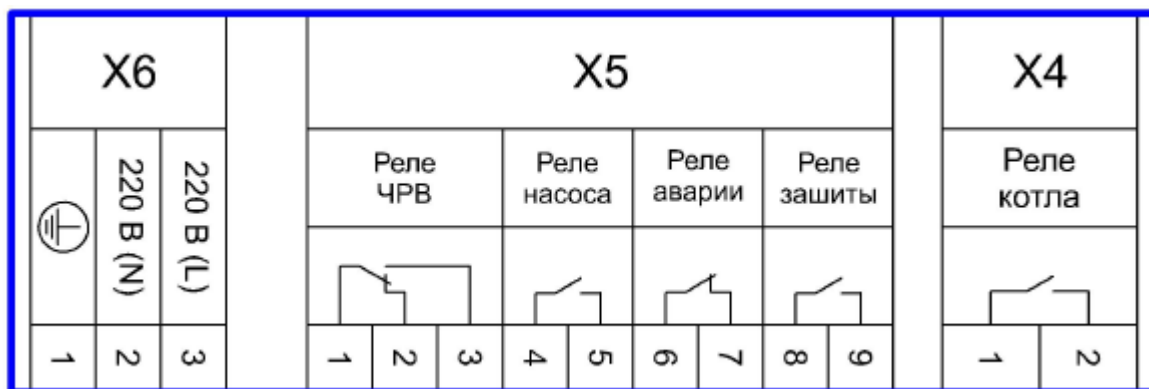 X6
X5
X4
220 В (N)
220 В (L)
Реле
ЧРВ
Реле
насоса
Реле
аварии
Реле
зашиты
Реле
котла
1
2
3
1
2
3
4
5
6
7
8
9
1
2